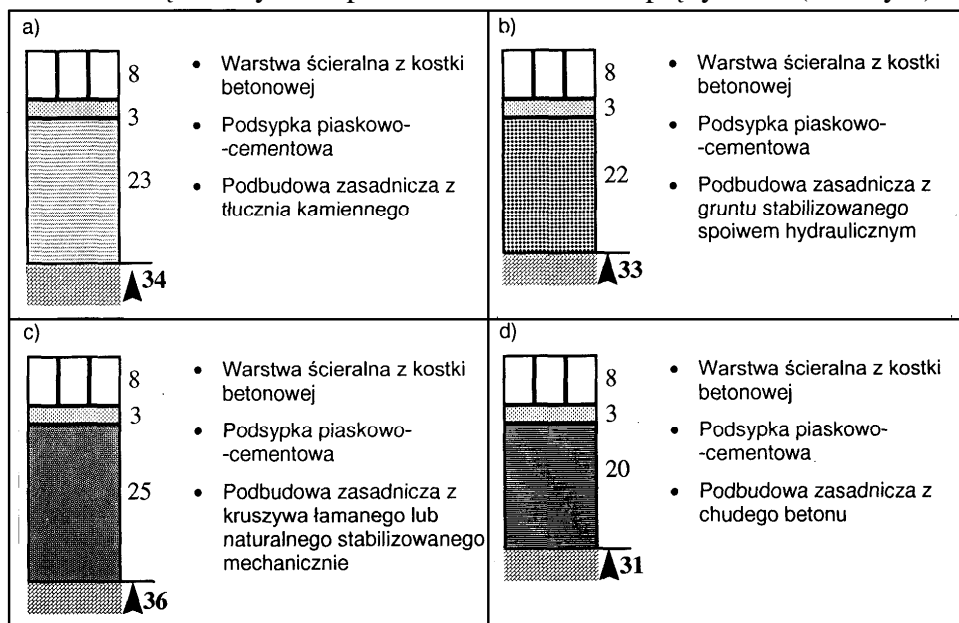 a)
8
3
23
34
• Warstwa ścieralna z kostki
betonowej
• Podsypka piaskowo-
-cementowa
• Podbudowa zasadnicza z
tłucznia kamiennego
b)
8
3
22
33
• Warstwa ścieralna z kostki
betonowej
• Podsypka piaskowo-
-cementowa
• Podbudowa zasadnicza z
gruntu stabilizowanego
spoiwem hydraulicznym
c)
8
3
25
36
• Warstwa ścieralna z kostki
betonowej
• Podsypka piaskowo-
-cementowa
• Podbudowa zasadnicza z
kruszywa łamanego lub
naturalnego stabilizowanego
mechanicznie
d)
8
3
20
31
• Warstwa ścieralna z kostki
betonowej
• Podsypka piaskowo-
-cementowa
• Podbudowa zasadnicza z
chudego betonu